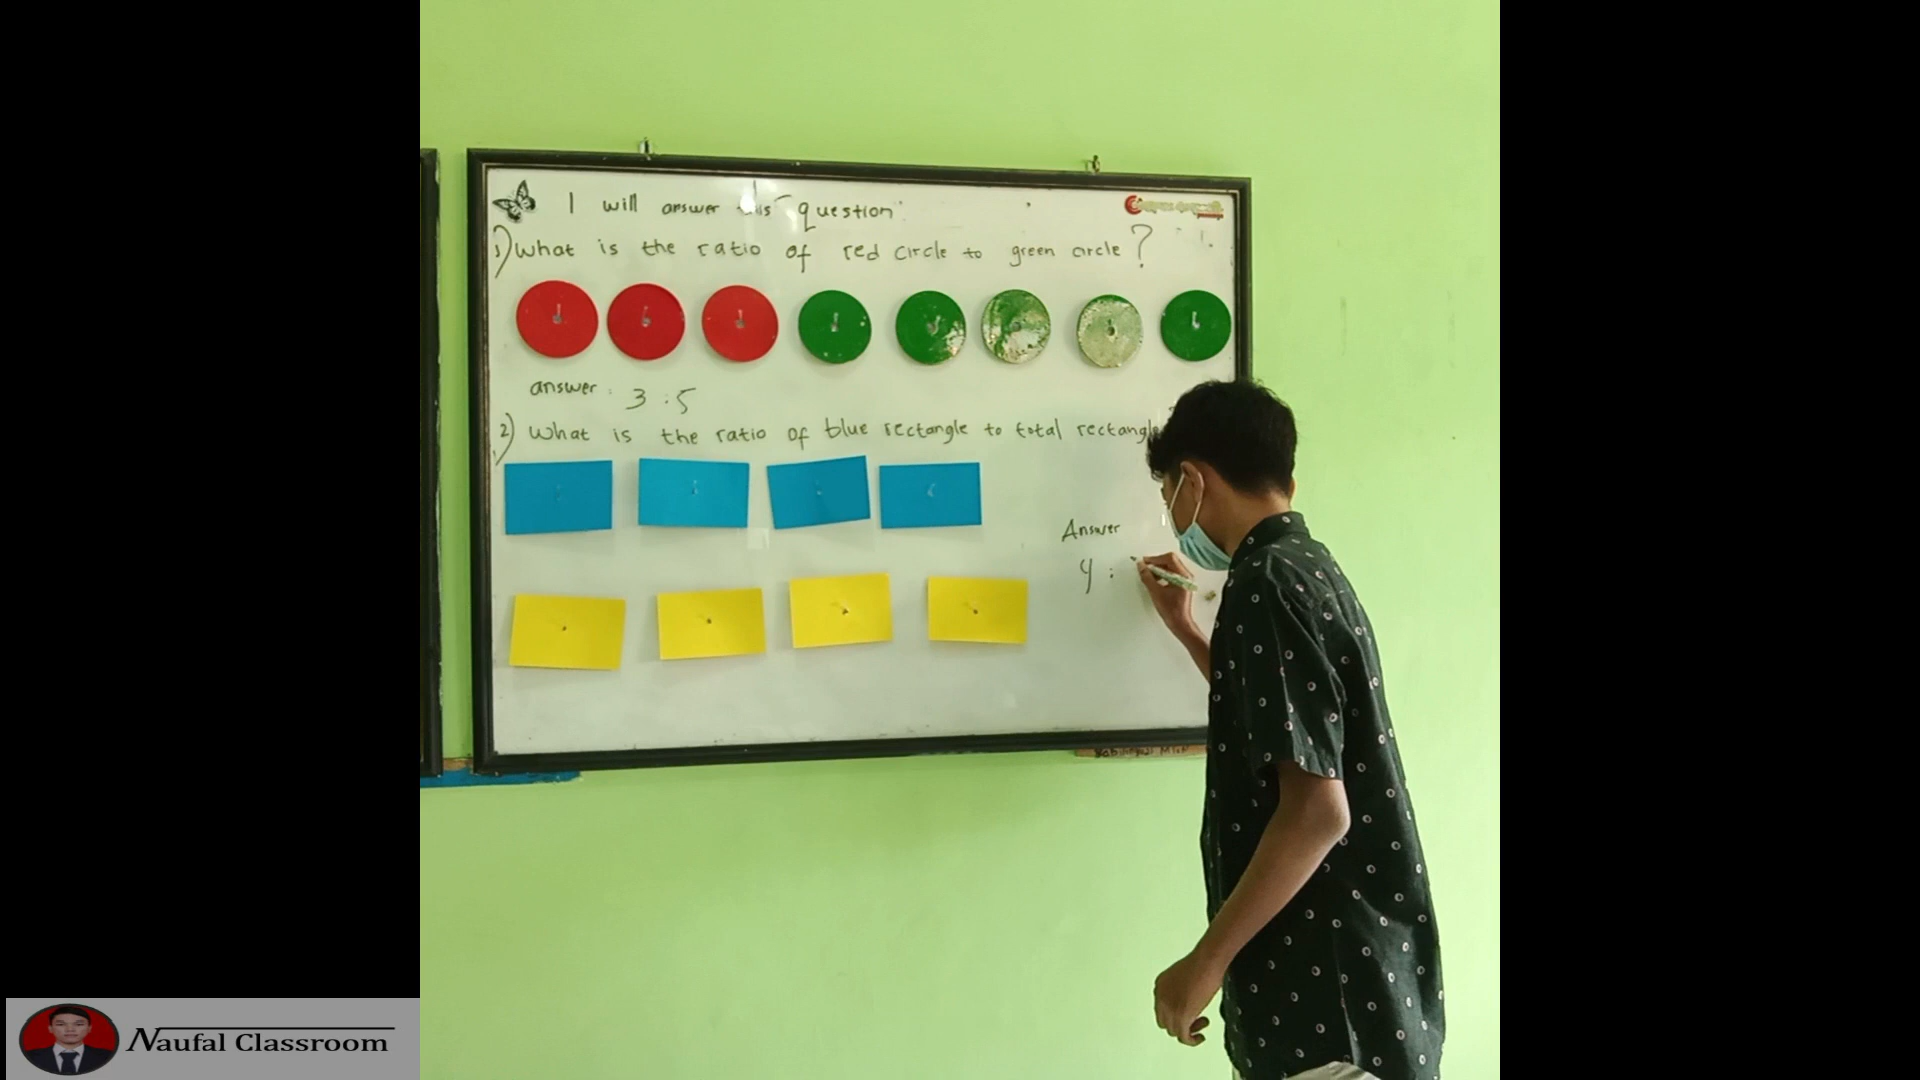 I will answer this question
1) What is the ratio of red circle to green circle?
answer : 3 : 5
2) What is the ratio of blue rectangle to total rectangle
Answer
4 :
Naufal Classroom